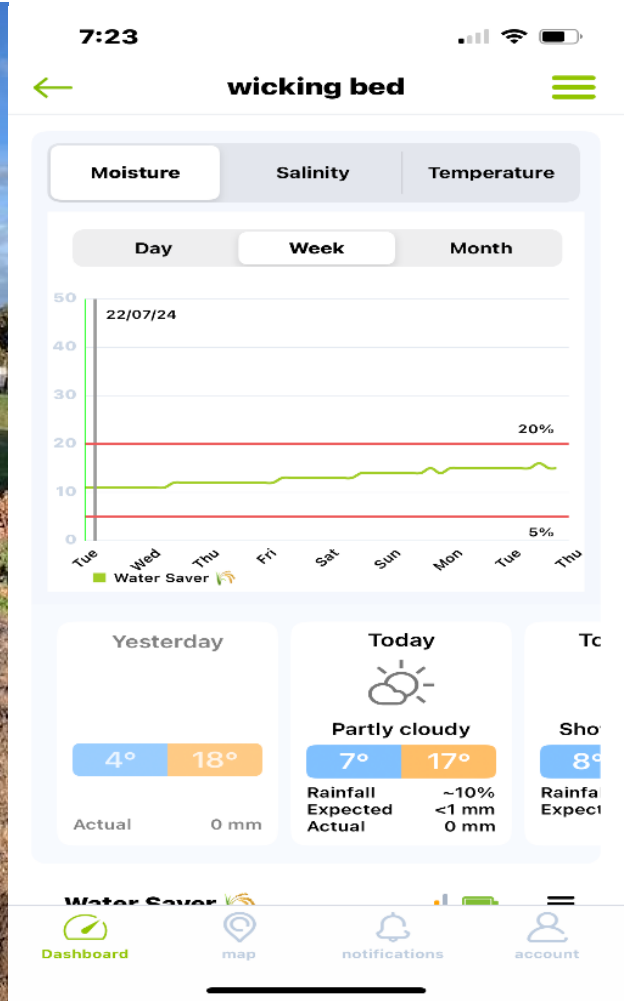 7:23
wicking bed
Moisture Salinity Temperature
Day Week Month
50
22/07/24
40
30
20%
20
10
5%
0
Tue Wed Thu Fri Sat Sun Mon Tue Thu
Water Saver
Yesterday Today
Partly cloudy
4° 18° 7° 17° 8°
Rainfall ~10%
Expected <1 mm
Actual 0 mm Actual 0 mm
Water Saver
Dashboard map notifications account